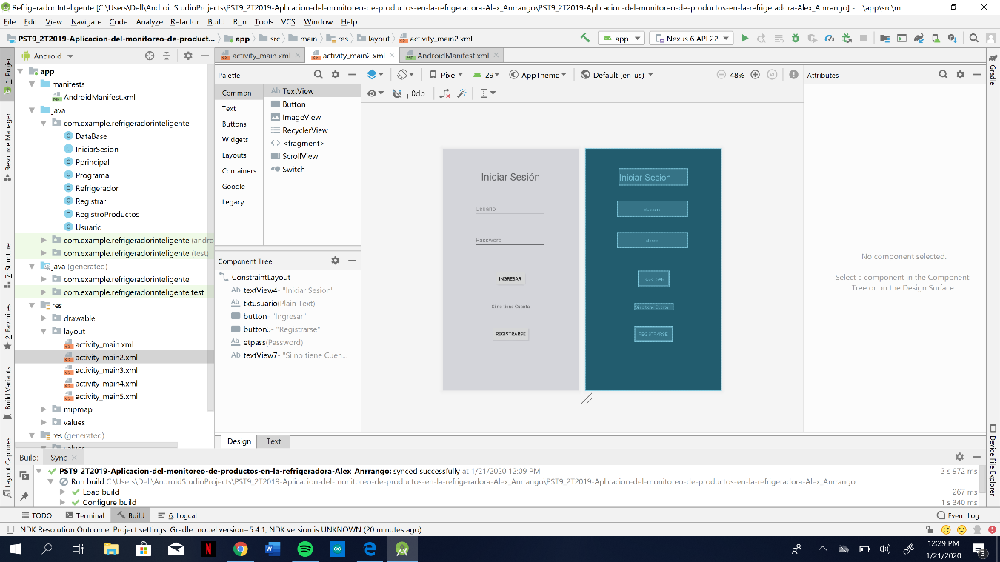 Refrigerador Inteligente [C:\Users\Dell\AndroidStudioProjects\PST9_2T2019-Aplicacion-del-monitoreo-de-productos-en-la-refrigeradora-Alex_Anrrango\PST9_2T2019-Aplicacion-del-monitoreo-de-productos-en-la-refrigeradora-Alex_Anrrango] - ...\app\src\m...
File Edit View Navigate Code Analyze Refactor Build Run Tools VCS Window Help
PST9_2T2019-Aplicacion-del-monitoreo-de-product... app src main res layout activity_main2.xml
app Nexus 6 API 22
Android
activity_main.xml activity_main2.xml AndroidManifest.xml
1: Project
Resource Manager
7: Structure
2: Favorites
Build Variants
Layout Captures
app
manifests
AndroidManifest.xml
java
com.example.refrigeradorinteligente
DataBase
IniciarSesion
Pprincipal
Programa
Refrigerador
Registrar
RegistroProductos
Usuario
com.example.refrigeradorinteligente (andro
com.example.refrigeradorinteligente (test)
java (generated)
com.example.refrigeradorinteligente
com.example.refrigeradorinteligente.test
res
drawable
layout
activity_main.xml
activity_main2.xml
activity_main3.xml
activity_main4.xml
activity_main5.xml
mipmap
values
res (generated)
Palette
Common
Text
Buttons
Widgets
Layouts
Containers
Google
Legacy
Ab TextView
Button
ImageView
RecyclerView
<fragment>
ScrollView
Switch
Component Tree
ConstraintLayout
Ab textView4- "Iniciar Sesión"
Ab txtusuario(Plain Text)
button- "Ingresar"
button3- "Registrarse"
Ab etpass(Password)
Ab textView7- "Si no tiene Cuen...
Pixel 29 AppTheme Default (en-us) 48%
0dp
Iniciar Sesión
Usuario
Password
INGRESAR
Si no tiene Cuenta
REGISTRARSE
Iniciar Sesión
etpass
Si no tiene Cuenta
REGISTRARSE
Design Text
Attributes
No component selected.
Select a component in the Component
Tree or on the Design Surface.
Gradle
Device File Explorer
Build: Sync
PST9_2T2019-Aplicacion-del-monitoreo-de-productos-en-la-refrigeradora-Alex_Anrrango: synced successfully at 1/21/2020 12:09 PM 3 s 972 ms
Run build C:\Users\Dell\AndroidStudioProjects\PST9_2T2019-Aplicacion-del-monitoreo-de-productos-en-la-refrigeradora-Alex_Anrrango\PST9_2T2019-Aplicacion-del-monitoreo-de-productos-en-la-refrigeradora-Alex_Anrrango
Load build 267 ms
Configure build 1 s 340 ms
TODO Terminal Build 6: Logcat Event Log
NDK Resolution Outcome: Project settings: Gradle model version=5.4.1, NDK version is UNKNOWN (20 minutes ago)
12:29 PM
1/21/2020
3